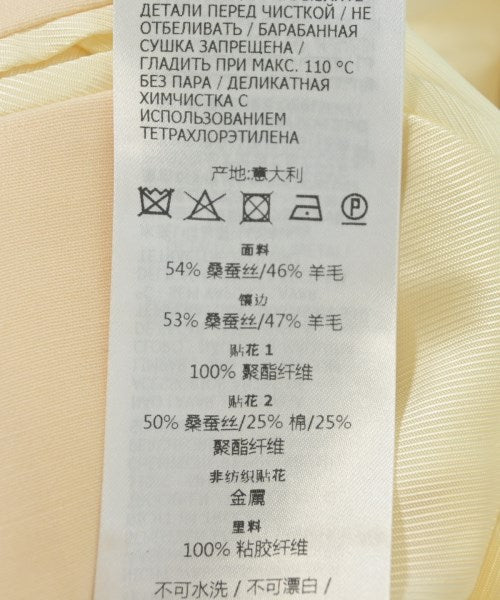 ДЕТАЛИ ПЕРЕД ЧИСТКОЙ / НЕ
ОТБЕЛИВАТЬ / БАРАБАННАЯ
СУШКА ЗАПРЕЩЕНА /
ГЛАДИТЬ ПРИ МАКС. 110 °C
БЕЗ ПАРА / ДЕЛИКАТНАЯ
ХИМЧИСТКА С
ИСПОЛЬЗОВАНИЕМ
ТЕТРАХЛОРЭТИЛЕНА
产地:意大利
P
面料
54% 桑蚕丝/46% 羊毛
镶边
53% 桑蚕丝/47% 羊毛
贴花 1
100% 聚酯纤维
贴花 2
50% 桑蚕丝/25% 棉/25%
聚酯纤维
非纺织贴花
金属
里料
100% 粘胶纤维
不可水洗 / 不可漂白 /